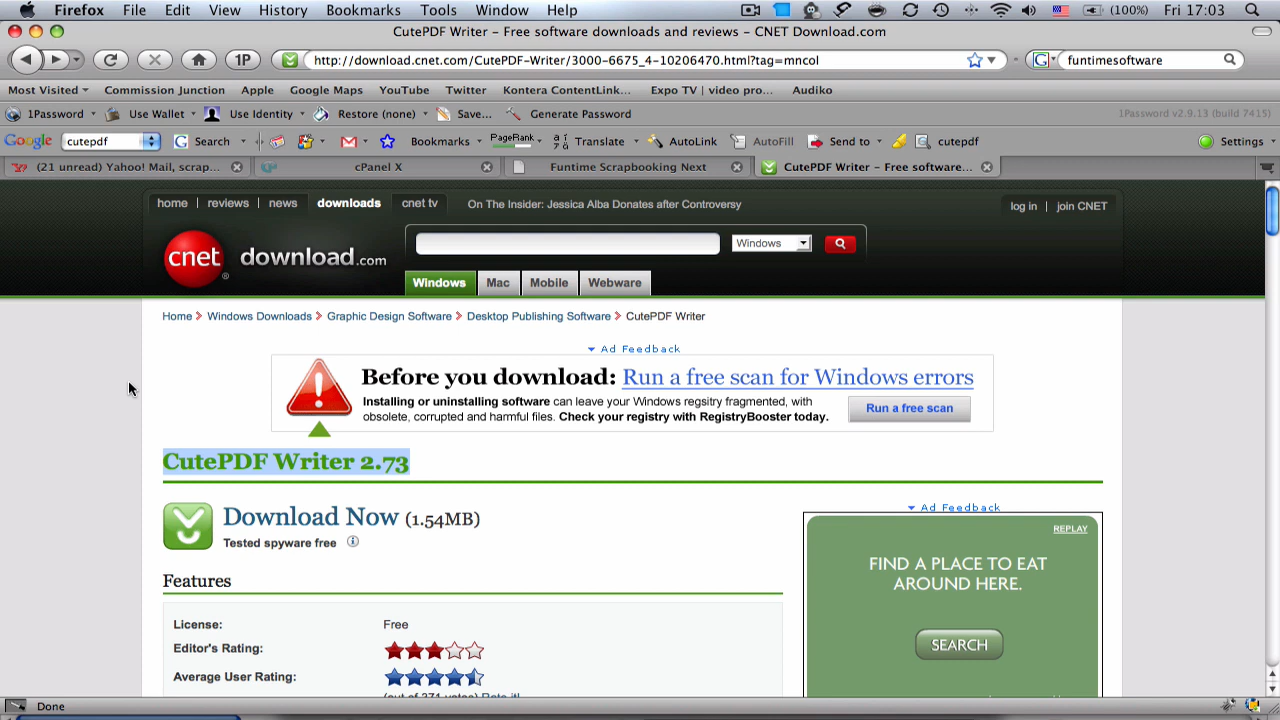 Firefox File Edit View History Bookmarks Tools Window Help (100%) Fri 17:03
CutePDF Writer – Free software downloads and reviews – CNET Download.com
1P http://download.cnet.com/CutePDF-Writer/3000-6675_4-10206470.html?tag=mncol G funtimesoftware
Most Visited Commission Junction Apple Google Maps YouTube Twitter Kontera ContentLink... Expo TV | video pro... Audiko
1Password Use Wallet Use Identity Restore (none) Save... Generate Password 1Password v2.9.13 (build 7415)
Google cutepdf G Search Bookmarks PageRank Translate AutoLink AutoFill Send to cutepdf Settings
(21 unread) Yahoo! Mail, scrap... cPanel X Funtime Scrapbooking Next CutePDF Writer – Free software...
home | reviews | news downloads cnet tv On The Insider: Jessica Alba Donates after Controversy log in | join CNET
cnet download.com Windows
Windows Mac Mobile Webware
Home Windows Downloads Graphic Design Software Desktop Publishing Software CutePDF Writer
Ad Feedback
Before you download: Run a free scan for Windows errors
Installing or uninstalling software can leave your Windows regsitry fragmented, with
obsolete, corrupted and harmful files. Check your registry with RegistryBooster today.
Run a free scan
CutePDF Writer 2.73
Download Now (1.54MB)
Tested spyware free
Ad Feedback
REPLAY
FIND A PLACE TO EAT
AROUND HERE.
SEARCH
Features
License: Free
Editor's Rating:
Average User Rating:
(out of 371 votes) Rate it!
Done